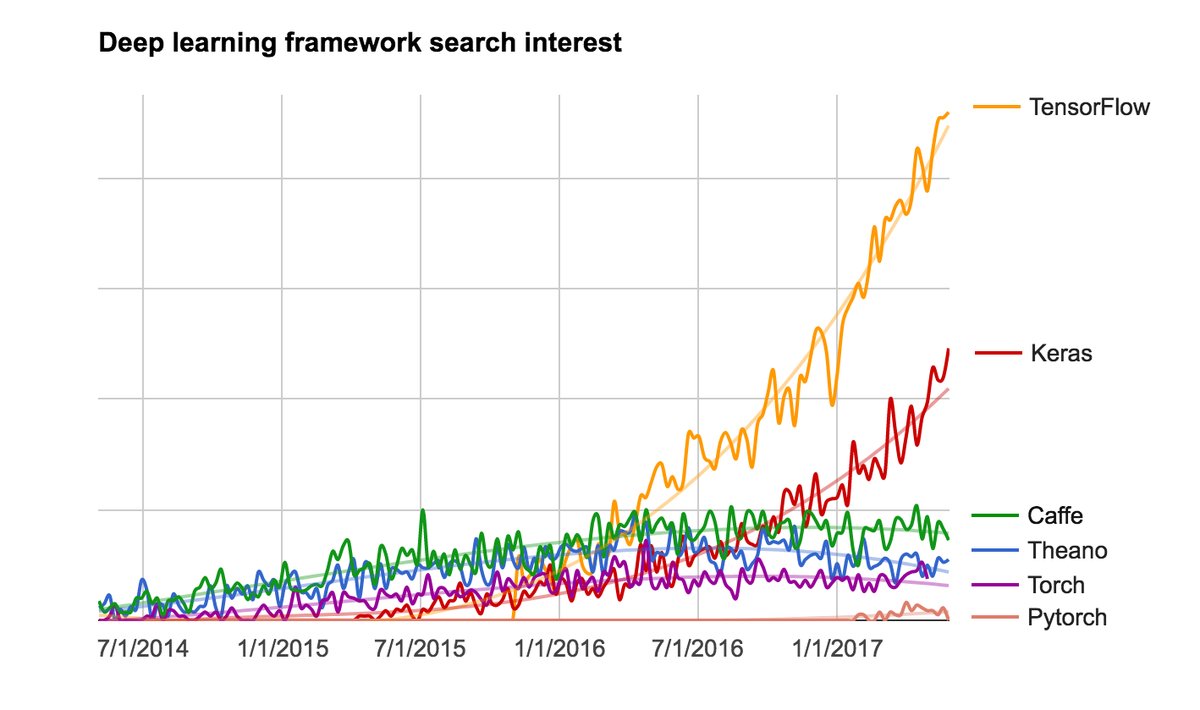 Deep learning framework search interest
TensorFlow
Keras
Caffe
Theano
Torch
Pytorch
7/1/2014 1/1/2015 7/1/2015 1/1/2016 7/1/2016 1/1/2017